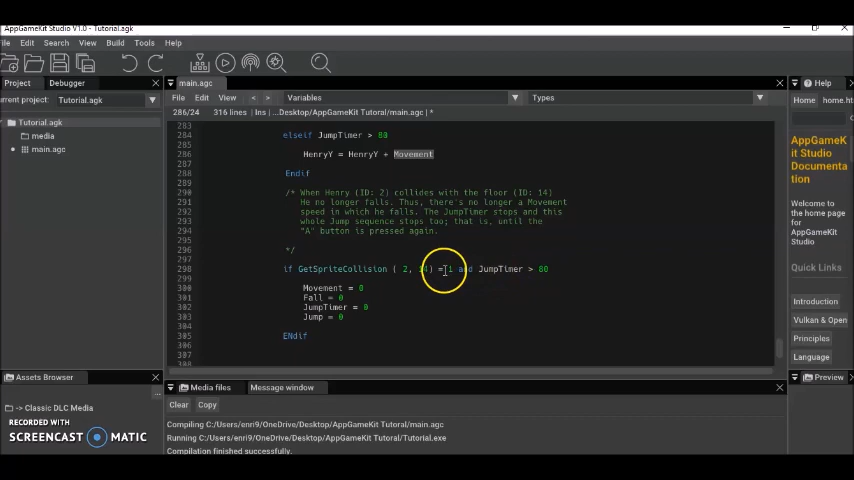 AppGameKit Studio V1.0 - Tutorial.agk
File Edit Search View Build Tools Help
Project Debugger
main.agc
Help
Current project: Tutorial.agk
File Edit View < > Variables Types
Home home.ht
286/24 316 lines | Ins | ...Desktop/AppGameKit Tutoral/main.agc | *
Tutorial.agk
media
main.agc
283
284 elseif JumpTimer > 80
285
286 HenryY = HenryY + Movement
287
288 Endif
289
290 /* When Henry (ID: 2) collides with the floor (ID: 14)
291 He no longer falls. Thus, there's no longer a Movement
292 speed in which he falls. The JumpTimer stops and this
293 whole Jump sequence stops too; that is, until the
294 "A" button is pressed again.
295
296 */
298 if GetSpriteCollision ( 2, 14) = 1 and JumpTimer > 80
299
300 Movement = 0
301 Fall = 0
302 JumpTimer = 0
303 Jump = 0
305 ENdif
306
307
308
AppGameK
it Studio
Documenta
tion
Welcome to
the home page
for
AppGameKit
Studio
Quick Links
Introduction
Vulkan & Open
Principles
Language
Preview
Assets Browser
...
-> Classic DLC Media
Media files Message window
Clear Copy
Compiling C:/Users/enri9/OneDrive/Desktop/AppGameKit Tutoral/main.agc
Running C:/Users/enri9/OneDrive/Desktop/AppGameKit Tutoral/Tutorial.exe
Compilation finished successfully.
RECORDED WITH
SCREENCAST MATIC